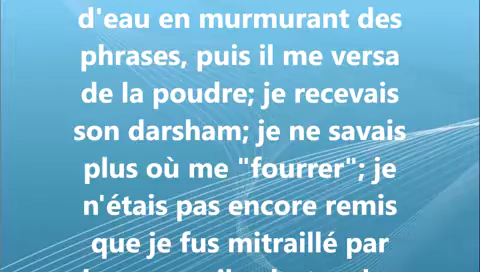 d'eau en murmurant des
phrases, puis il me versa
de la poudre; je recevais
son darsham; je ne savais
plus où me "fourrer"; je
n'étais pas encore remis
que je fus mitraillé par